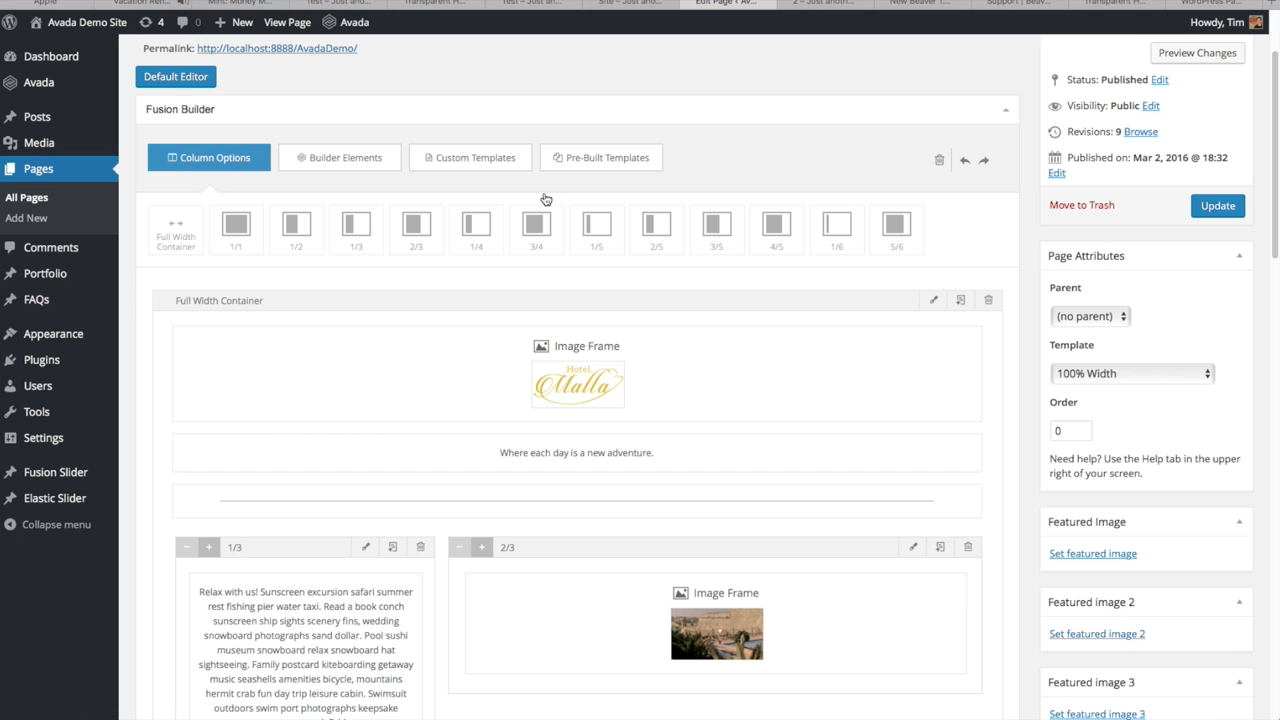 Apple
Vacation Ren...
Mint: Money M...
Test – Just an...
Transparent H...
Test – Just an...
Site – Just ano...
Edit Page ‹ Av...
2 – Just anoth...
New Beaver 1...
Support | Beav...
Transparent H...
WordPress Pa...
Avada Demo Site
4
0
New
View Page
Avada
Howdy, Tim
Dashboard
Avada
Posts
Media
Pages
All Pages
Add New
Comments
Portfolio
FAQs
Appearance
Plugins
Users
Tools
Settings
Fusion Slider
Elastic Slider
Collapse menu
Permalink: http://localhost:8888/AvadaDemo/
Default Editor
Fusion Builder
Column Options
Builder Elements
Custom Templates
Pre-Built Templates
Full Width
Container
1/1
1/2
1/3
2/3
1/4
3/4
1/5
2/5
3/5
4/5
1/6
5/6
Full Width Container
Image Frame
Hotel
Malla
Where each day is a new adventure.
1/3
Relax with us! Sunscreen excursion safari summer
rest fishing pier water taxi. Read a book conch
sunscreen ship sights scenery fins, wedding
snowboard photographs sand dollar. Pool sushi
museum snowboard relax snowboard hat
sightseeing. Family postcard kiteboarding getaway
music seashells amenities bicycle, mountains
hermit crab fun day trip leisure cabin. Swimsuit
outdoors swim port photographs keepsake
2/3
Image Frame
Preview Changes
Status: Published Edit
Visibility: Public Edit
Revisions: 9 Browse
Published on: Mar 2, 2016 @ 18:32
Edit
Move to Trash
Update
Page Attributes
Parent
(no parent)
Template
100% Width
Order
0
Need help? Use the Help tab in the upper
right of your screen.
Featured Image
Set featured image
Featured image 2
Set featured image 2
Featured image 3
Set featured image 3